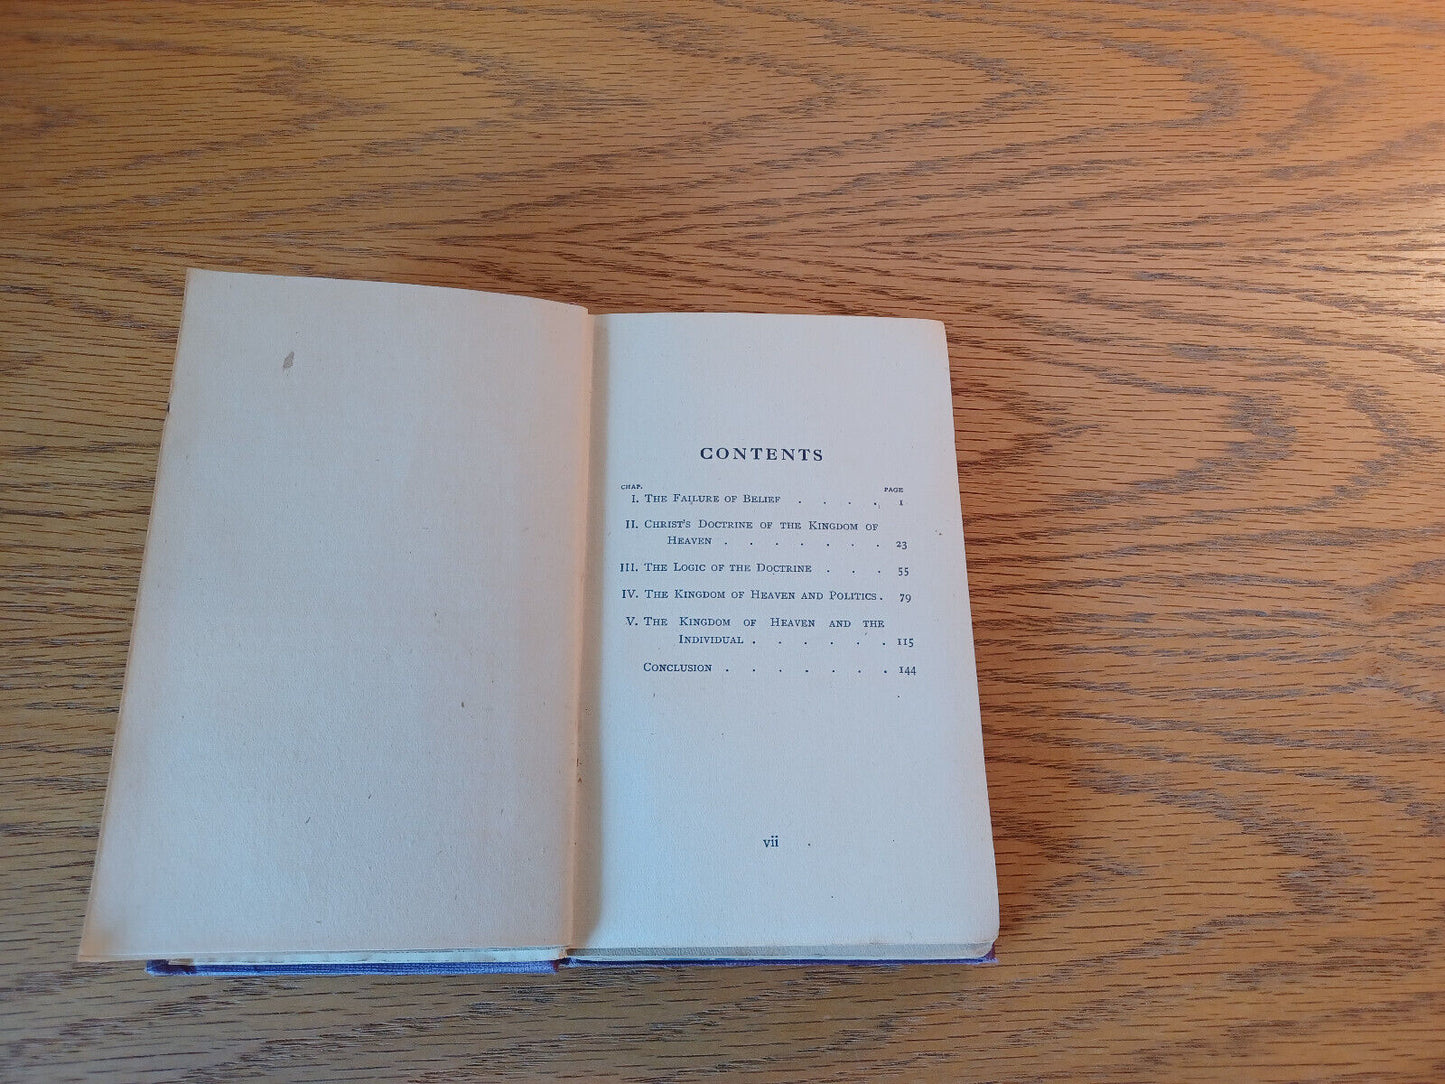 CONTENTS
CHAP. PAGE
I. THE FAILURE OF BELIEF . . . . 1
II. CHRIST'S DOCTRINE OF THE KINGDOM OF
HEAVEN . . . . . . . 23
III. THE LOGIC OF THE DOCTRINE . . . 55
IV. THE KINGDOM OF HEAVEN AND POLITICS . 79
V. THE KINGDOM OF HEAVEN AND THE
INDIVIDUAL . . . . . . 115
CONCLUSION . . . . . . . 144
vii